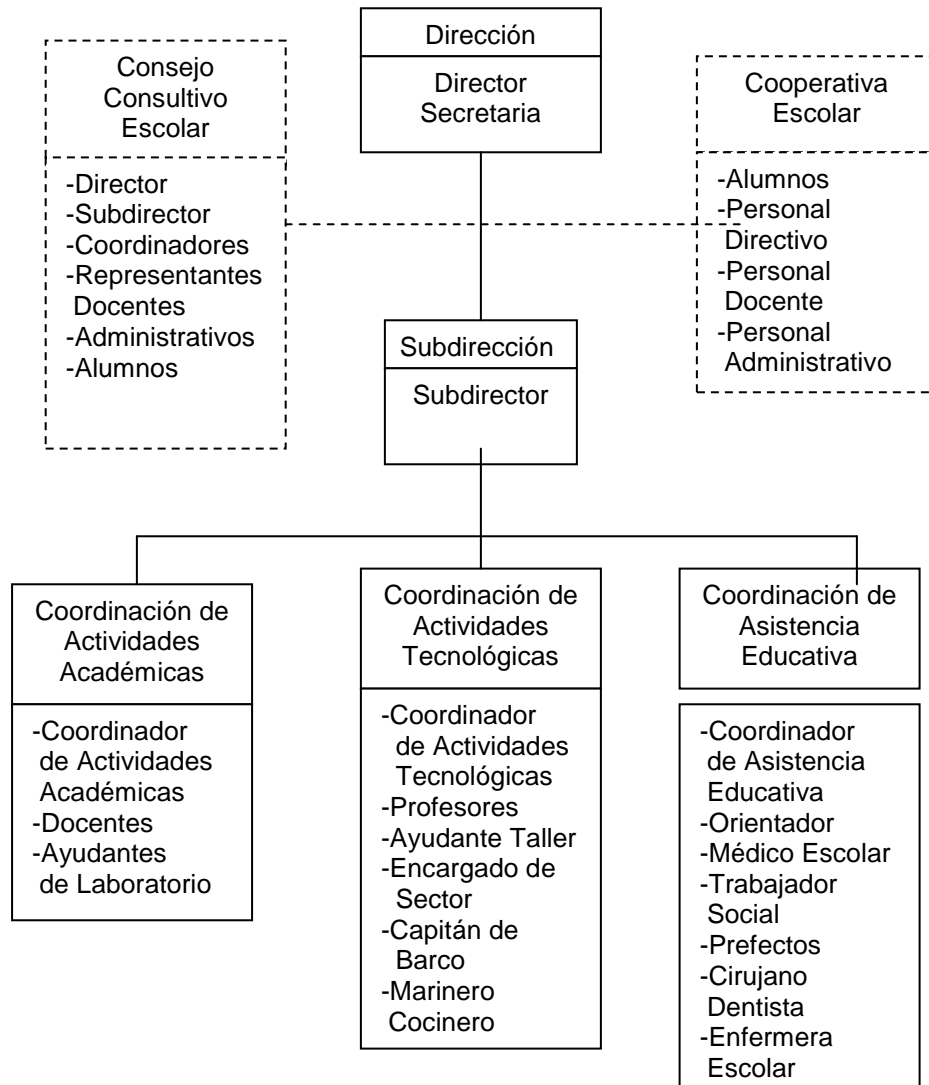 Dirección
Director
Secretaria
Consejo
Consultivo
Escolar
-Director
-Subdirector
-Coordinadores
-Representantes
Docentes
-Administrativos
-Alumnos
Cooperativa
Escolar
-Alumnos
-Personal
Directivo
-Personal
Docente
-Personal
Administrativo
Subdirección
Subdirector
Coordinación de
Actividades
Académicas
-Coordinador
de Actividades
Académicas
-Docentes
-Ayudantes
de Laboratorio
Coordinación de
Actividades
Tecnológicas
-Coordinador
de Actividades
Tecnológicas
-Profesores
-Ayudante Taller
-Encargado de
Sector
-Capitán de
Barco
-Marinero
Cocinero
Coordinación de
Asistencia
Educativa
-Coordinador
de Asistencia
Educativa
-Orientador
-Médico Escolar
-Trabajador
Social
-Prefectos
-Cirujano
Dentista
-Enfermera
Escolar